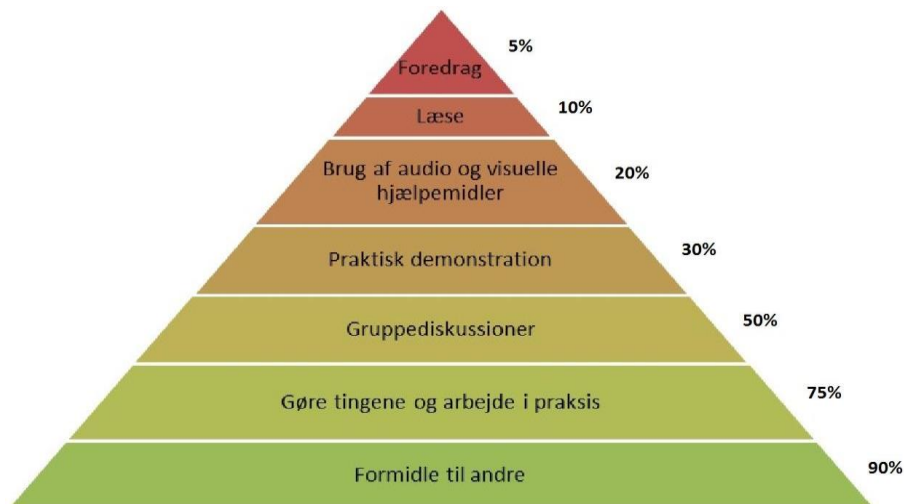 5%
Foredrag
10%
Læse
Brug af audio og visuelle
hjælpemidler
20%
Praktisk demonstration
30%
Gruppediskussioner
50%
Gøre tingene og arbejde i praksis
75%
Formidle til andre
90%